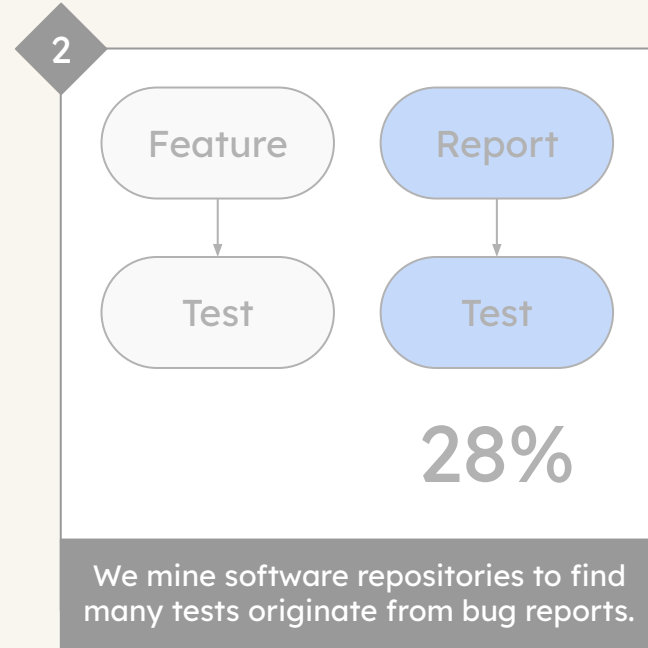 2
Feature
Report
Test
Test
28%
We mine software repositories to find
many tests originate from bug reports.